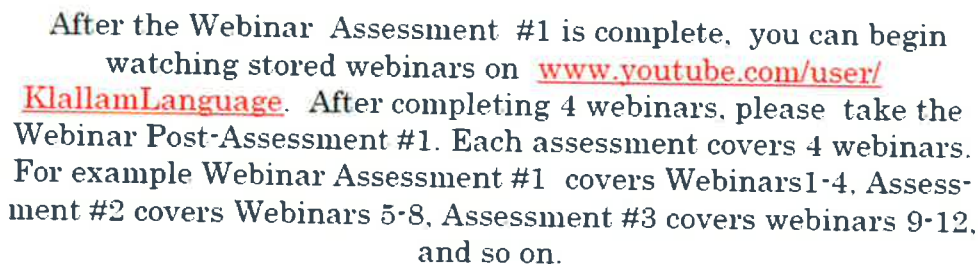 After the Webinar Assessment #1 is complete, you can begin
watching stored webinars on www.youtube.com/user/
KlallamLanguage. After completing 4 webinars, please take the
Webinar Post-Assessment #1. Each assessment covers 4 webinars.
For example Webinar Assessment #1 covers Webinars1-4, Assess-
ment #2 covers Webinars 5-8, Assessment #3 covers webinars 9-12,
and so on.